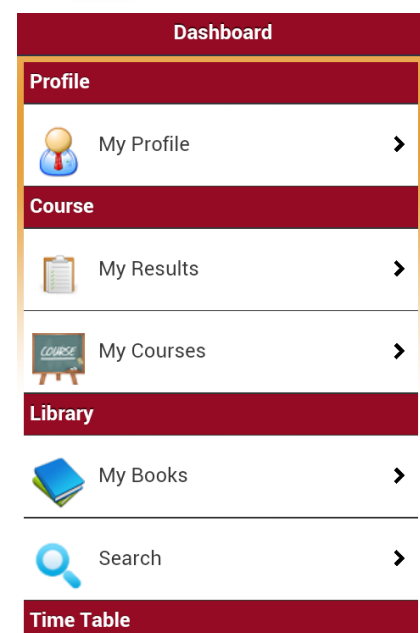 Dashboard
Profile
My Profile
Course
My Results
COURSE
My Courses
Library
My Books
Search
Time Table